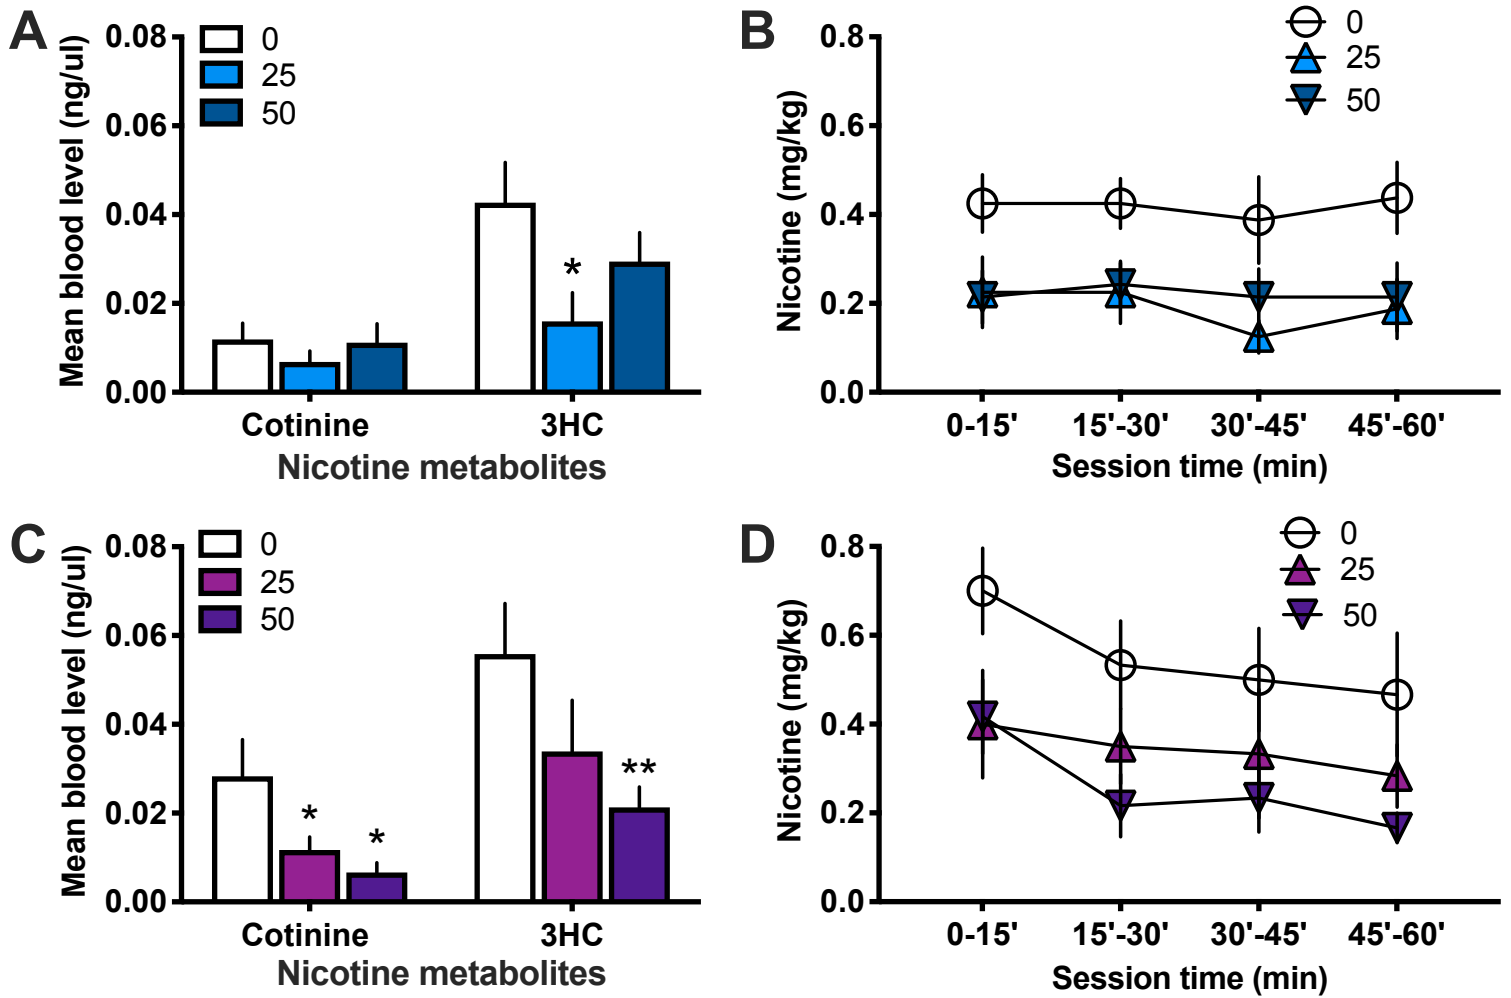 A
Mean blood level (ng/ul)
0.08
0.06
0.04
0.02
0.00
0
25
50
*
Cotinine
3HC
Nicotine metabolites
B
Nicotine (mg/kg)
0.8
0.6
0.4
0.2
0.0
0
25
50
0-15'
15'-30'
30'-45'
45'-60'
Session time (min)
C
Mean blood level (ng/ul)
0.08
0.06
0.04
0.02
0.00
0
25
50
*
*
**
Cotinine
3HC
Nicotine metabolites
D
Nicotine (mg/kg)
0.8
0.6
0.4
0.2
0.0
0
25
50
0-15'
15'-30'
30'-45'
45'-60'
Session time (min)